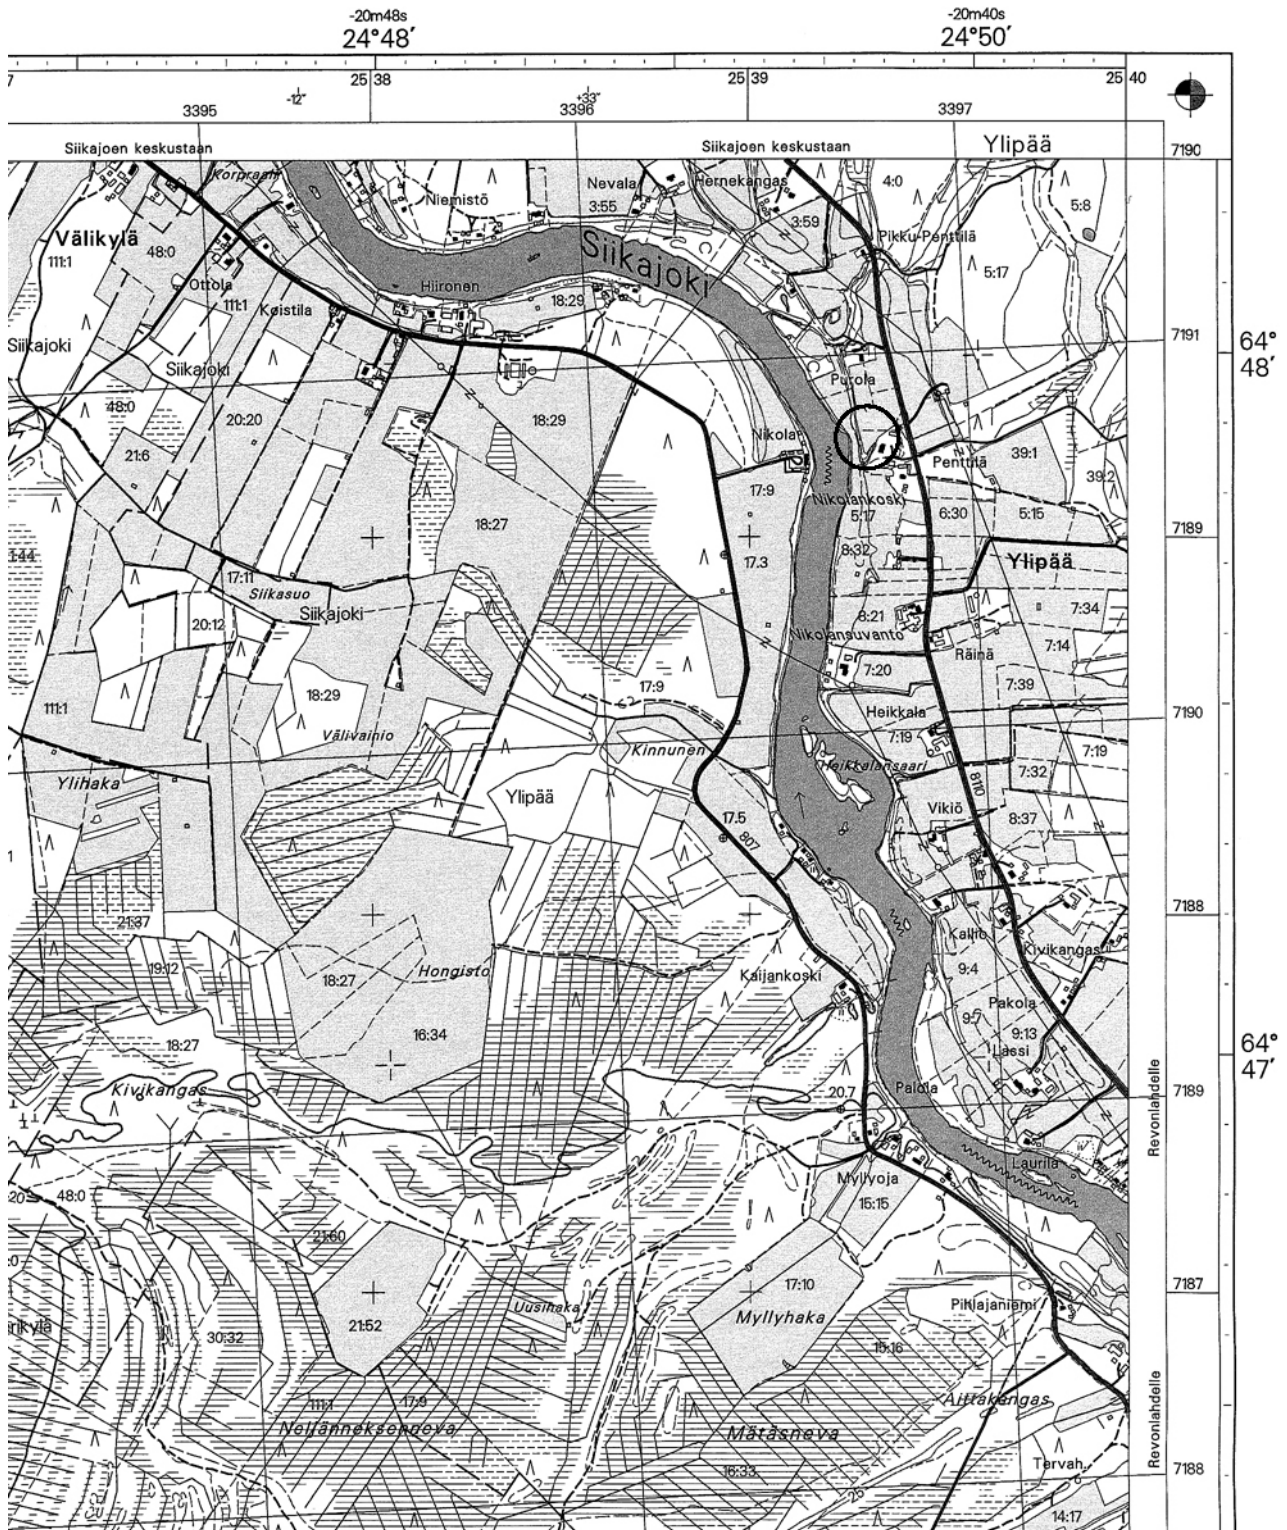 -20m48s
-20m40s
24°48′
24°50′
7
25 38
25 39
25 40
-12″
+33″
3395
3396
3397
Siikajoen keskustaan
Siikajoen keskustaan
Ylipää
7190
Korpraali
Niemistö
Nevala
Hernekangas
4:0
3:55
3:59
5:8
Välikylä
48:0
111:1
Siikajoki
Pikku-Penttilä
5:17
Ottola
111:1
Koistila
Hiironen
18:29
Siikajoki
7191
64°
48′
Siikajoki
Purola
48:0
20:20
18:29
Nikola
21:6
Penttilä
39:1
39:2
17:9
Nikolankoski
5:17
6:30
5:15
18:27
7189
144
17.3
8:32
Ylipää
17:11
Siikasuo
Siikajoki
20:12
8:21
7:34
Nikolansuvanto
Räinä
7:14
7:20
18:29
17:9
7:39
111:1
Heikkala
7190
Välivainio
Kinnunen
7:19
7:19
Heikkalansaari
7:32
Ylihaka
Ylipää
8110
Vikiö
17.5
807
8:37
1
7188
21:37
Kallio
Kivikangas
19:12
Hongisto
Kaijankoski
9:4
18:27
Pakola
9:7
9:13
16:34
Lassi
18:27
64°
47′
Kivikangas
20.7
Palola
7189
Revonlahdelle
Laurila
Myllyoja
20
48:0
15:15
21:60
17:10
7187
Uusihaka
Myllyhaka
Pihlajaniemi
21:52
rikylä
30:32
15:16
111:1
17:9
Aittakangas
Revonlahdelle
Neljänneksenneva
Mätäsneva
16:33
Tervah.
7188
25
14:17